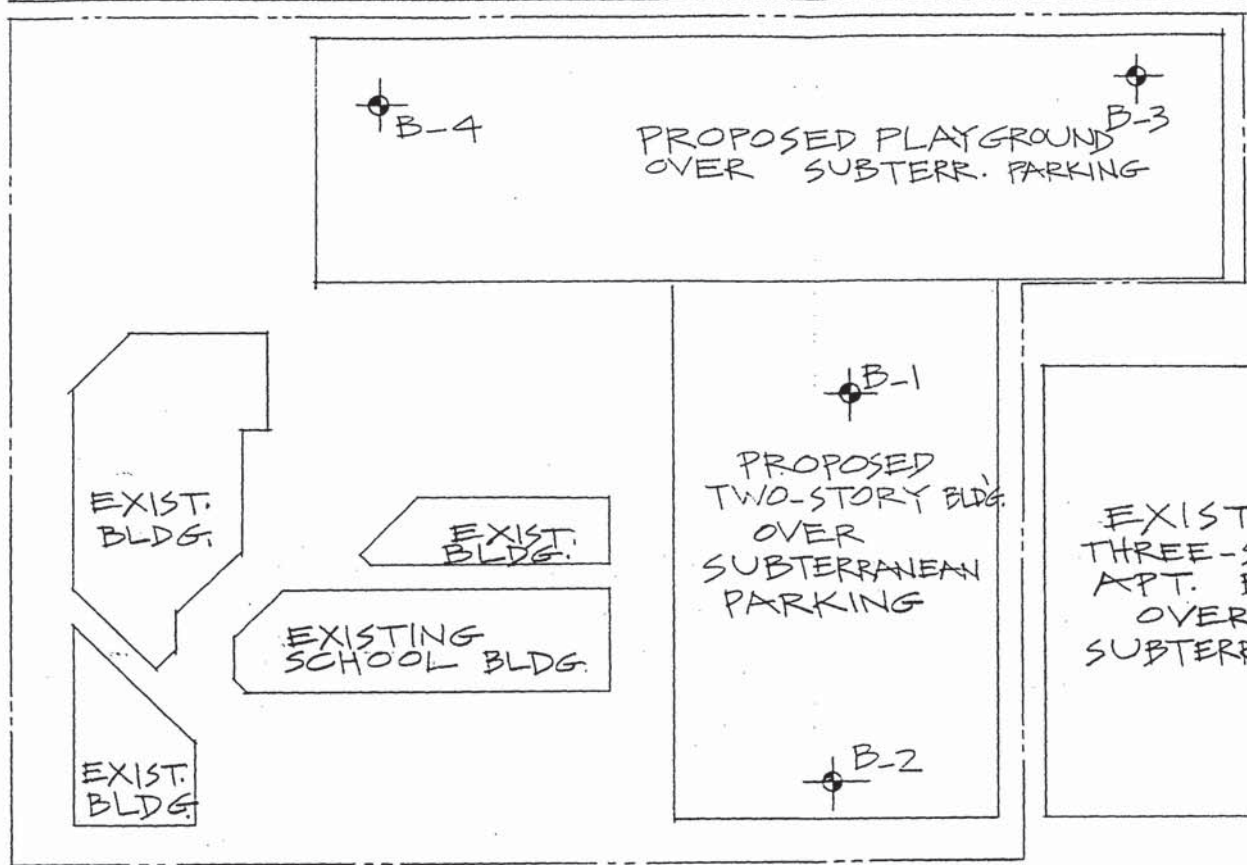 B-4
B-3
PROPOSED PLAYGROUND
OVER SUBTERR. PARKING
B-1
PROPOSED
TWO-STORY BLDG.
OVER
SUBTERRANEAN
PARKING
EXIST.
BLDG.
EXIST.
BLDG.
EXISTING
SCHOOL BLDG.
EXIST.
BLDG
B-2
EXIST
THREE-S
APT. B
OVER
SUBTERR